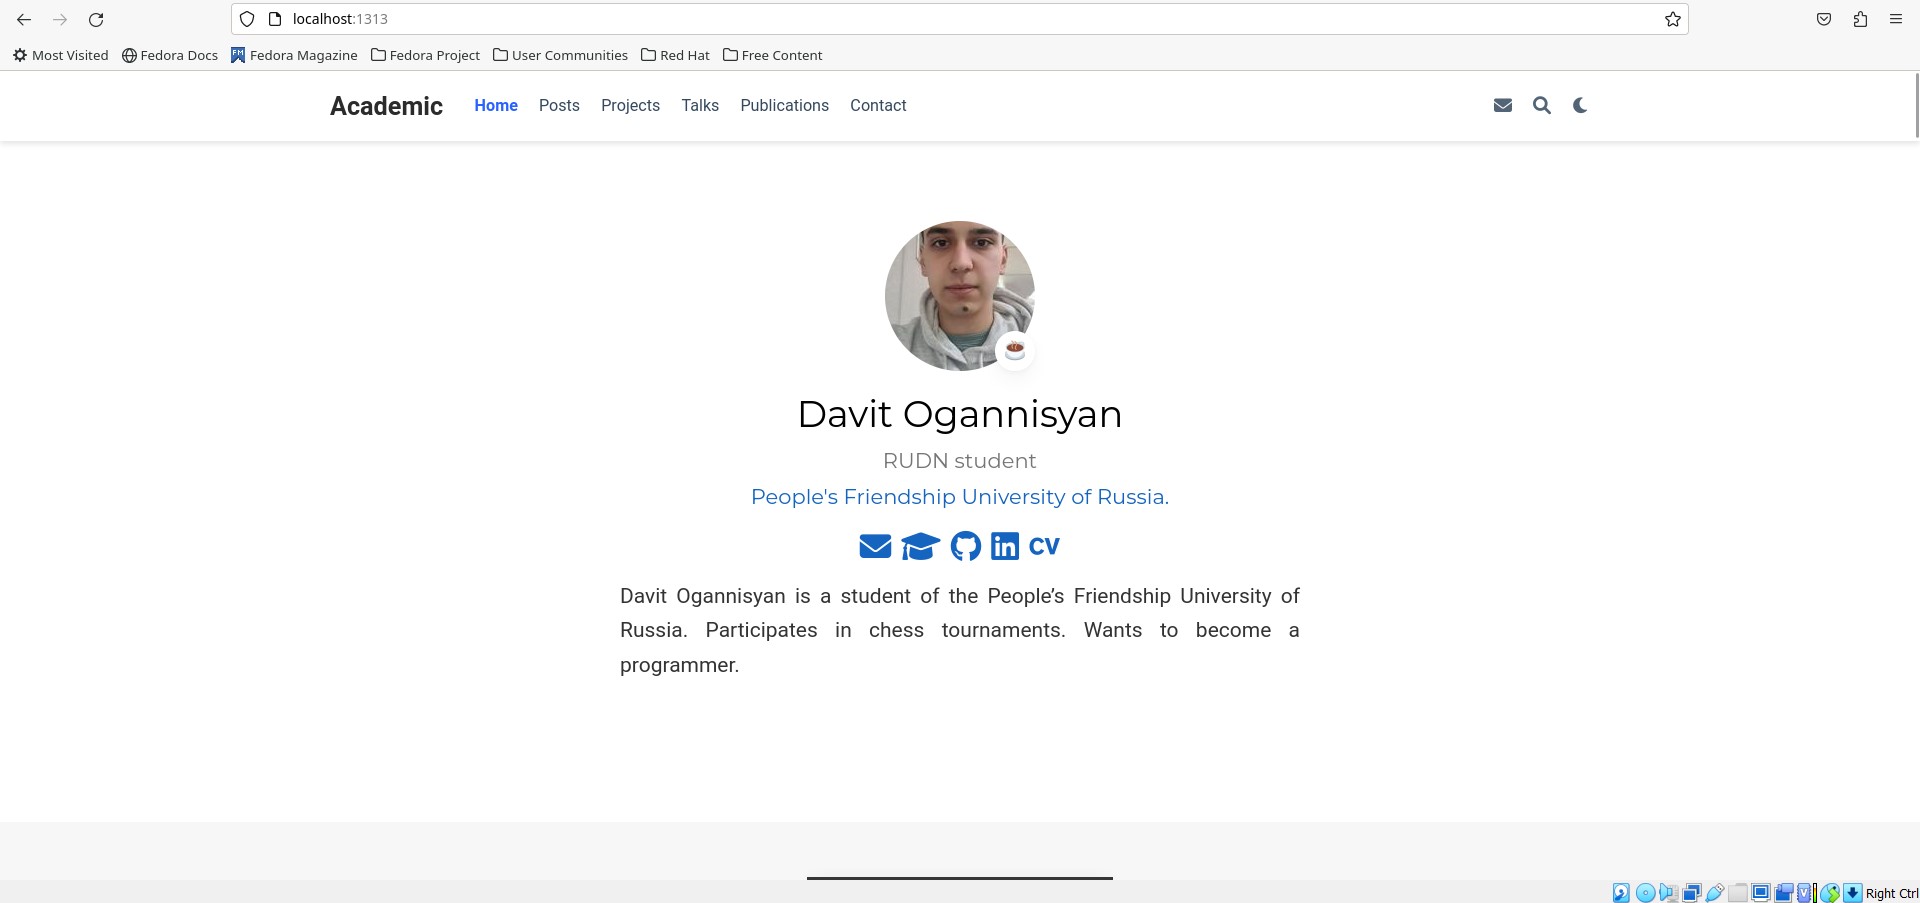 localhost:1313
Most Visited Fedora Docs Fedora Magazine Fedora Project User Communities Red Hat Free Content
Academic Home Posts Projects Talks Publications Contact
Davit Ogannisyan
RUDN student
People's Friendship University of Russia.
CV
Davit Ogannisyan is a student of the People’s Friendship University of
Russia. Participates in chess tournaments. Wants to become a
programmer.
Right Ctrl